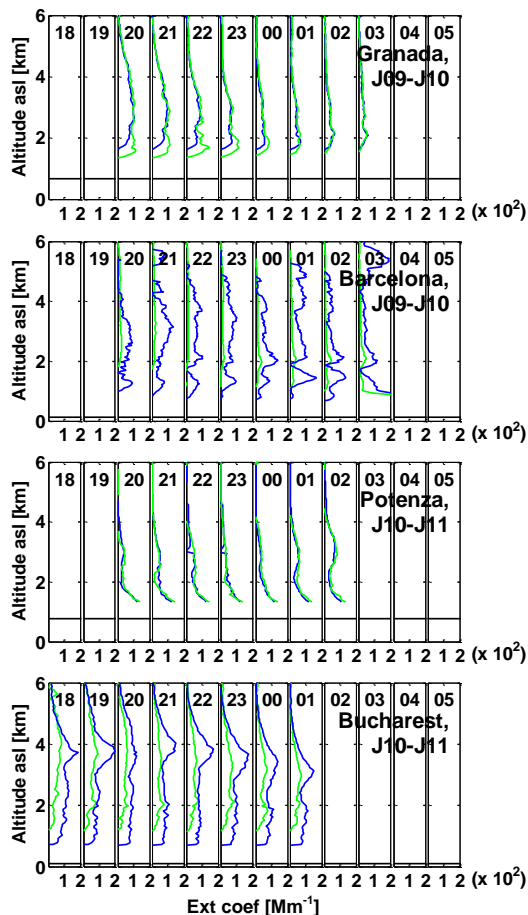 6
4
2
0
Altitude asl [km]
18 19 20 21 22 23 00 01 02 03 04 05
Granada,
J09-J10
1 2 1 2 1 2 1 2 1 2 1 2 1 2 1 2 1 2 1 2 1 2 1 2 (x 10²)
6
4
2
0
Altitude asl [km]
18 19 20 21 22 23 00 01 02 03 04 05
Barcelona,
J09-J10
1 2 1 2 1 2 1 2 1 2 1 2 1 2 1 2 1 2 1 2 1 2 1 2 (x 10²)
6
4
2
0
Altitude asl [km]
18 19 20 21 22 23 00 01 02 03 04 05
Potenza,
J10-J11
1 2 1 2 1 2 1 2 1 2 1 2 1 2 1 2 1 2 1 2 1 2 1 2 (x 10²)
6
4
2
0
Altitude asl [km]
18 19 20 21 22 23 00 01 02 03 04 05
Bucharest,
J10-J11
1 2 1 2 1 2 1 2 1 2 1 2 1 2 1 2 1 2 1 2 1 2 1 2 (x 10²)
Ext coef [Mm⁻¹]